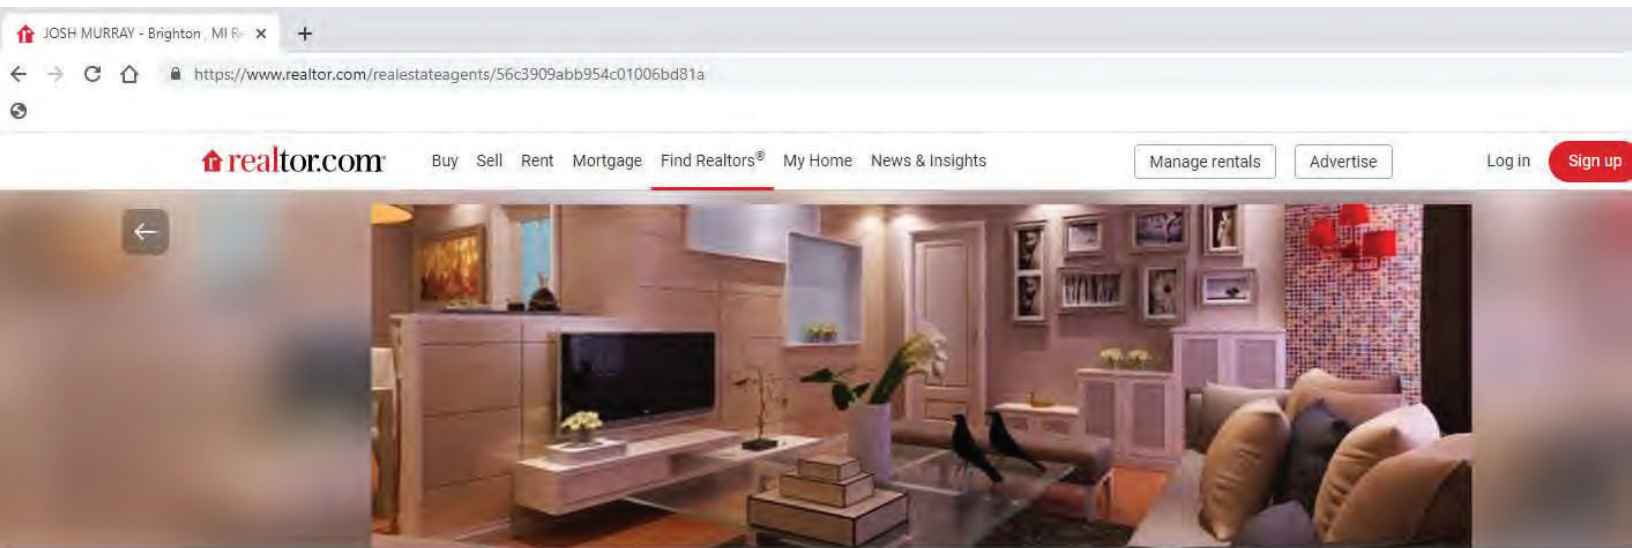 JOSH MURRAY - Brighton , MI R
https://www.realtor.com/realestateagents/56c3909abb954c01006bd81a
realtor.com
Buy Sell Rent Mortgage Find Realtors® My Home News & Insights Manage rentals Advertise Log in Sign up